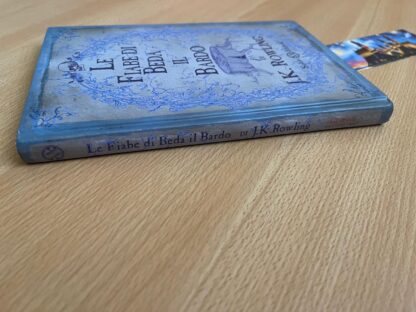 LE
FIABE DI
BEDA
IL
BARDO
J.K. ROWLING
Le Fiabe di Beda il Bardo DI J.K. Rowling